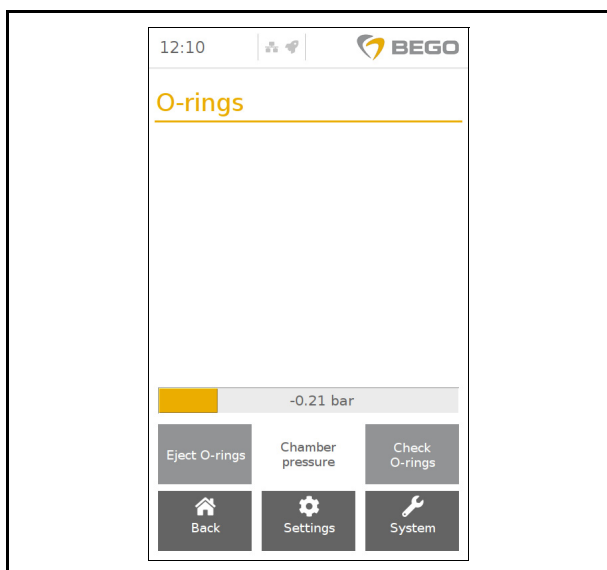 12:10
BEGO
O-rings
-0.21 bar
Eject O-rings
Chamber
pressure
Check
O-rings
Back
Settings
System